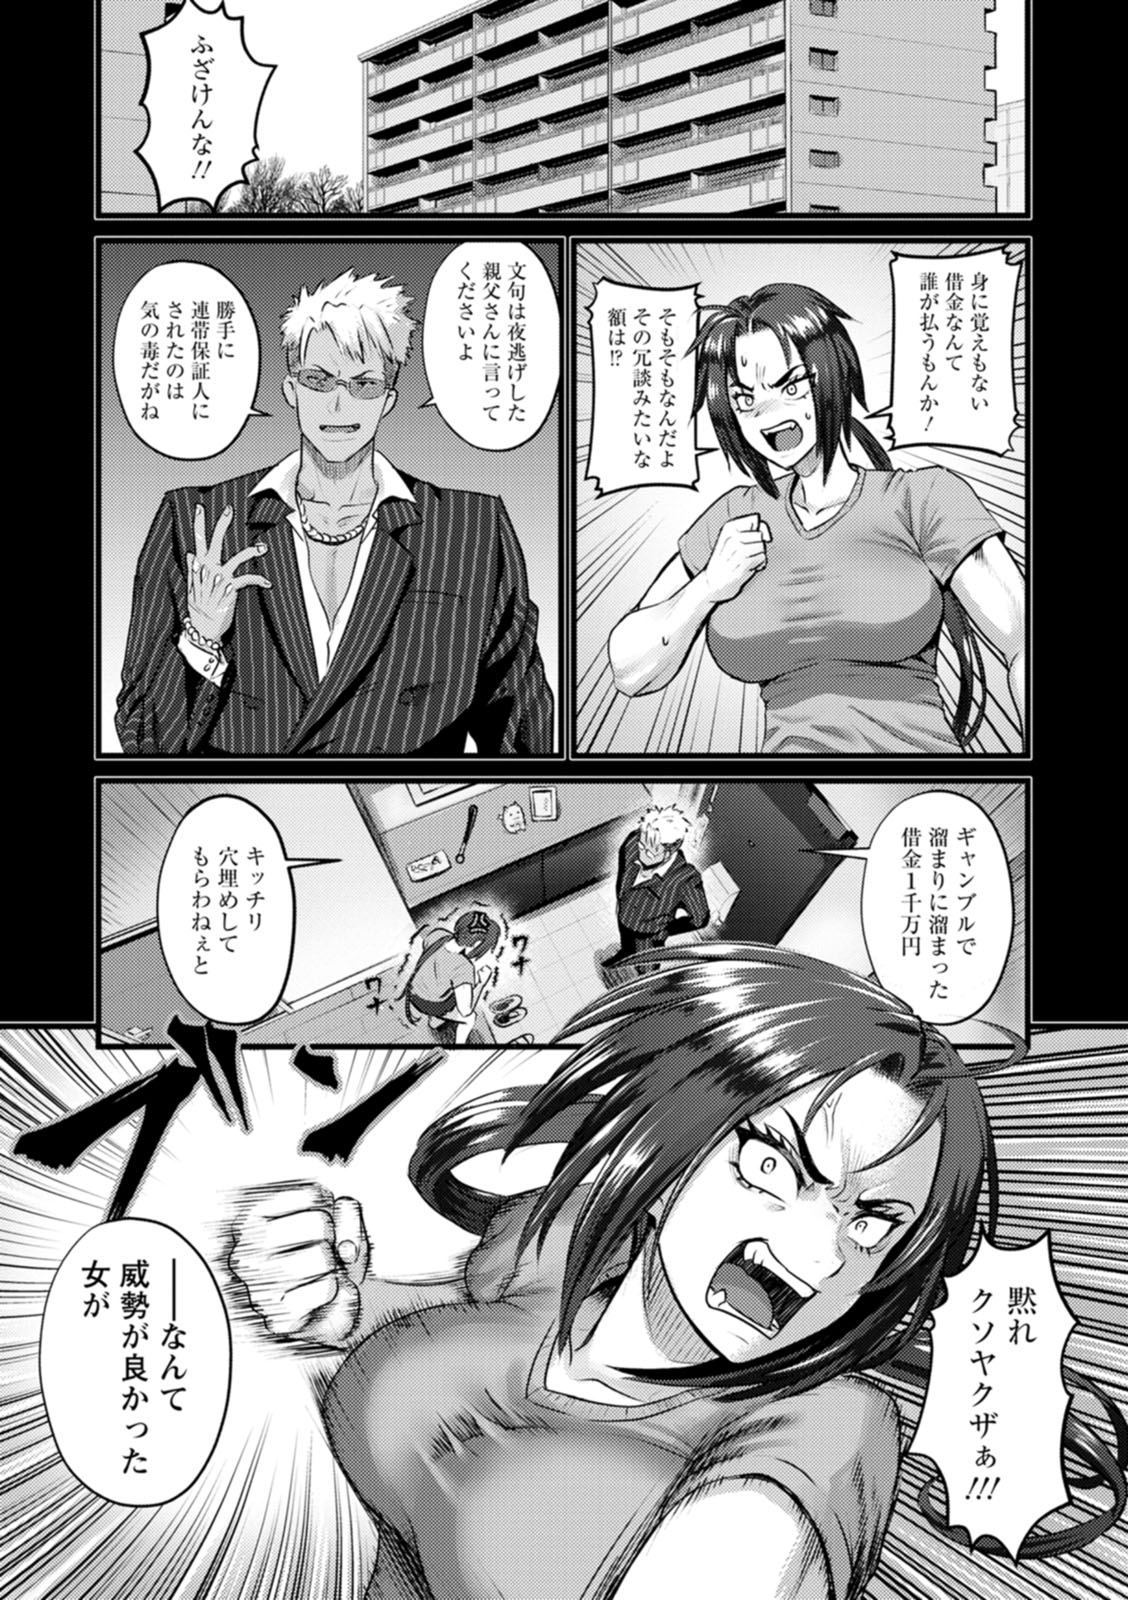 ふざけんな!!
身に覚えもない
借金なんて
誰が払うもんか!
そもそもなんだよ
その冗談みたいな
額は!?
文句は夜逃げした
親父さんに言って
くださいよ
勝手に
連帯保証人に
されたのは
気の毒だがね
ギャンブルで
溜まりに溜まった
借金1千万円
ワナ
ワナ
キッチリ
穴埋めして
もらわねぇと
ブン
黙れ
クソヤクザぁ!!!
――なんて
威勢が良かった
女が